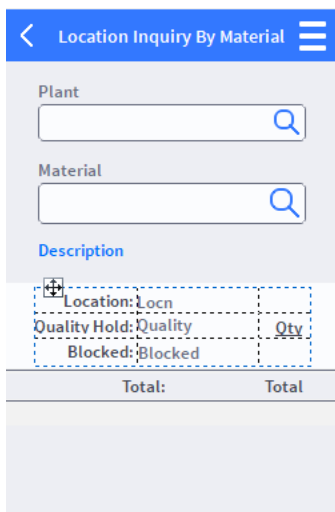 Location Inquiry By Material
Plant
Material
Description
Location: Locn
Quality Hold: Quality Qty
Blocked: Blocked
Total: Total